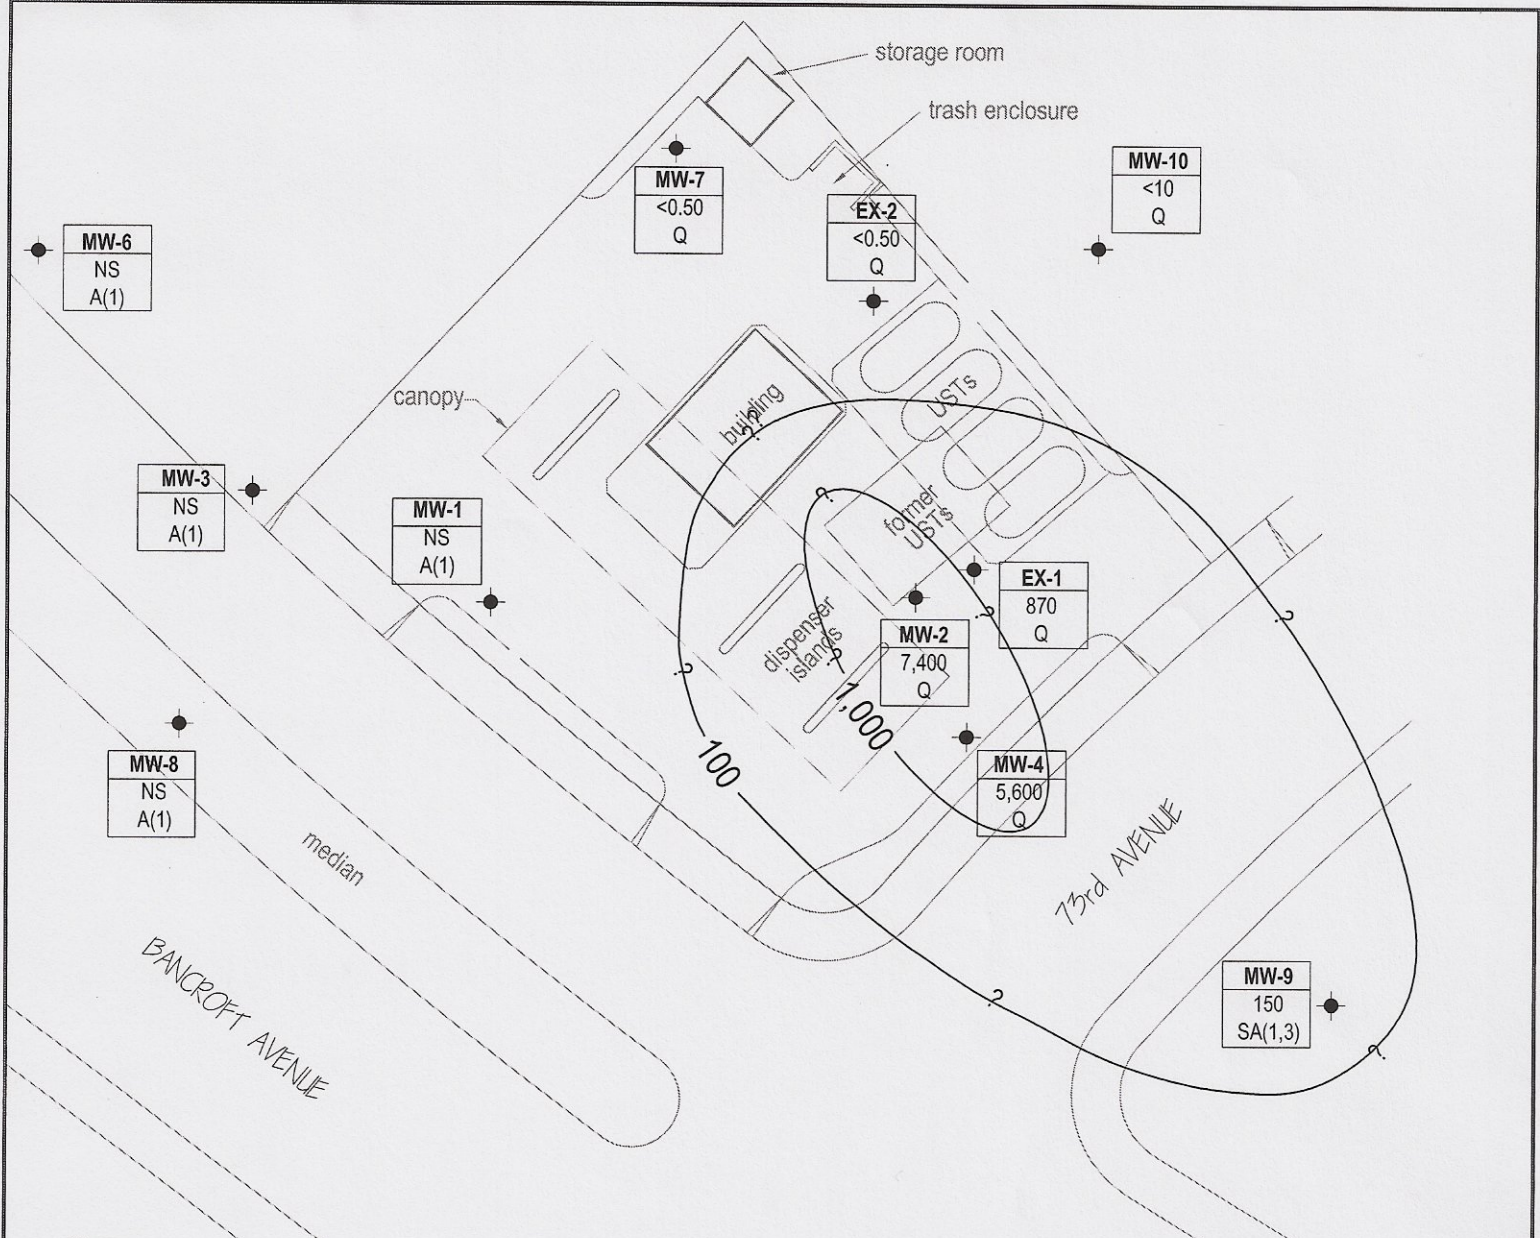 storage room
trash enclosure
MW-7
<0.50
Q
MW-10
<10
Q
EX-2
<0.50
Q
MW-6
NS
A(1)
canopy
building
USTs
??
MW-3
NS
A(1)
MW-1
NS
A(1)
?
former
USTs
EX-1
870
Q
?
?
MW-2
7,400
Q
dispenser
islands
?
?
1,000
100
MW-4
5,600
Q
MW-8
NS
A(1)
median
73rd AVENUE
BANCROFT AVENUE
MW-9
150
SA(1,3)
?
?